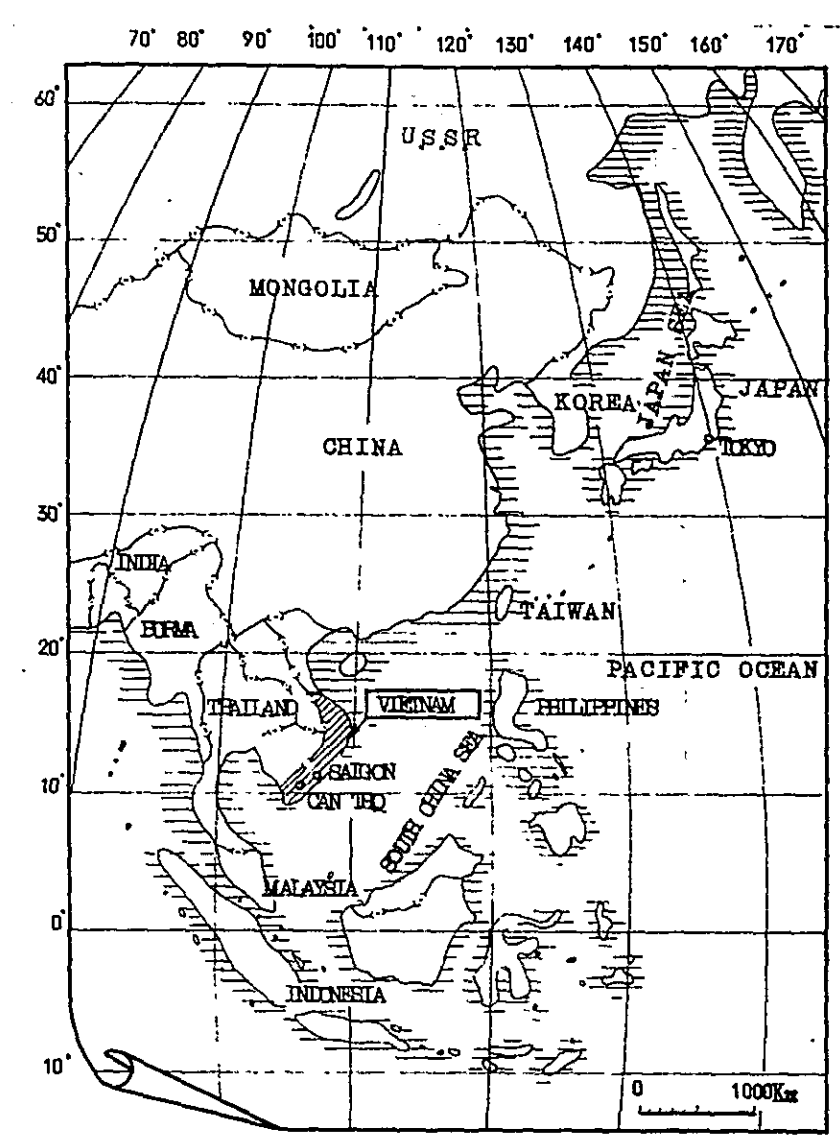 70° 80° 90° 100° 110° 120° 130° 140° 150° 160° 170°
60°
U.S.S.R
50°
MONGOLIA
JAPAN SEA
40°
KOREA
JAPAN
CHINA
TOKYO
30°
INDIA
TAIWAN
BURMA
20°
PACIFIC OCEAN
THAILAND
VIETNAM
PHILIPPINES
SOUTH CHINA SEA
SAIGON
10°
CAN THO
MALAYSIA
0°
INDONESIA
10°
0 1000Km